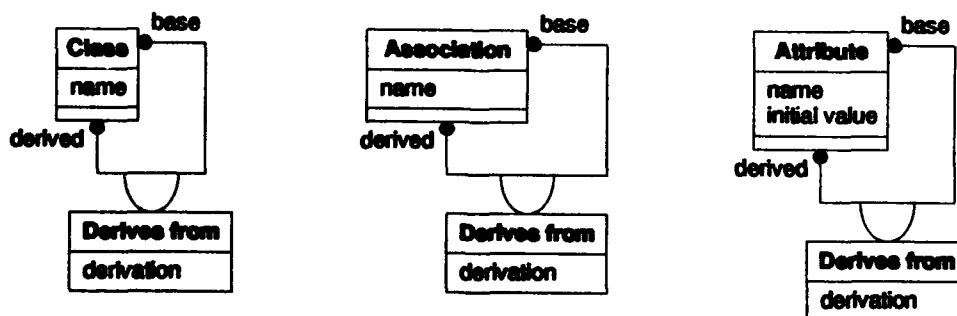 base
Class
name
derived
Derives from
derivation
base
Association
name
derived
Derives from
derivation
base
Attribute
name
initial value
derived
Derives from
derivation